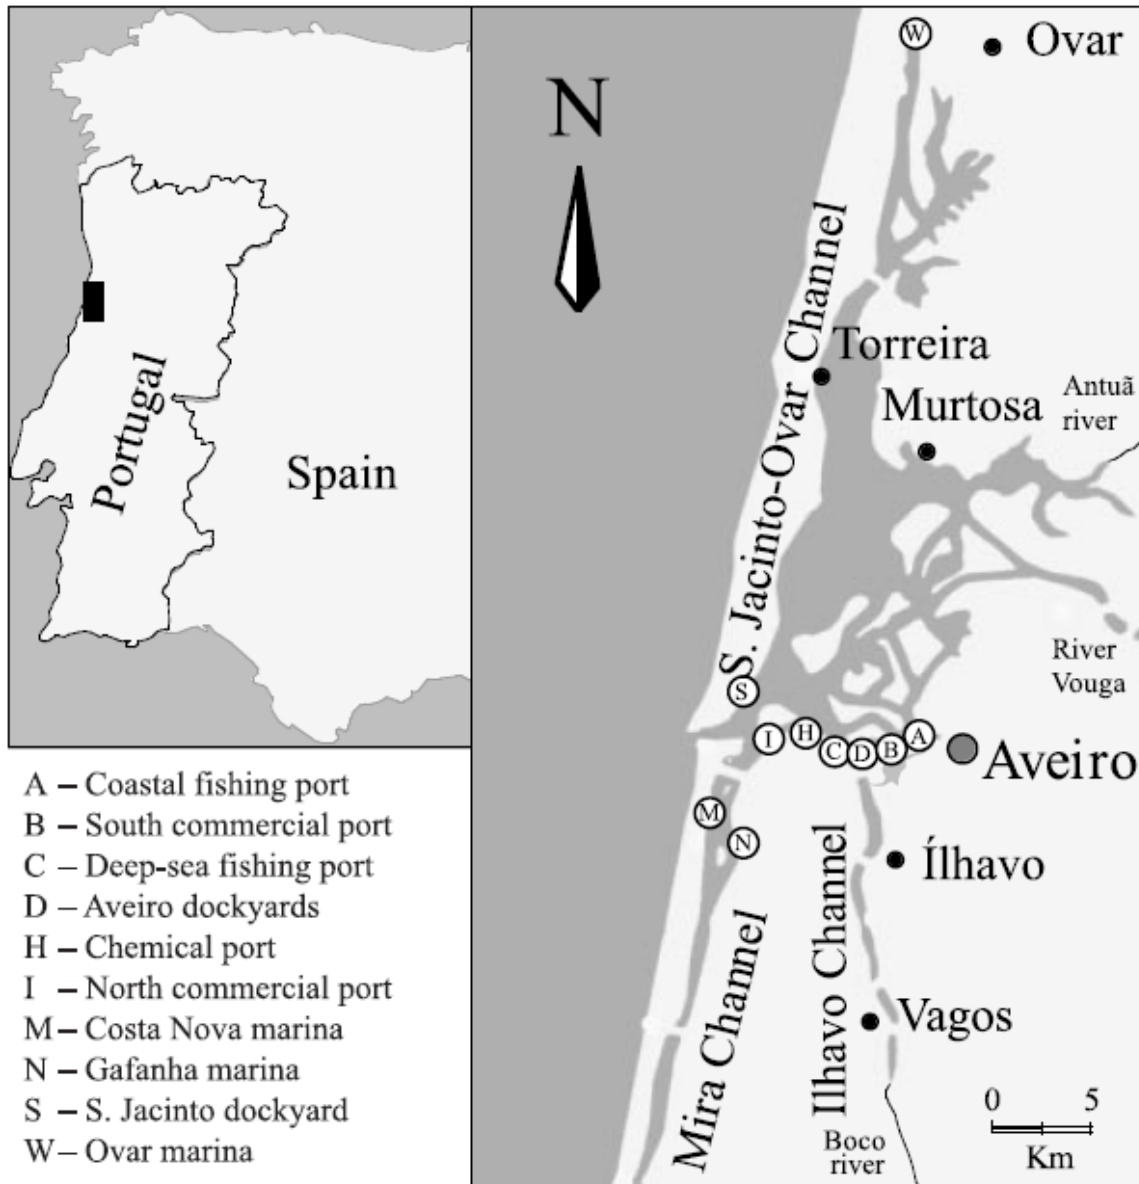 Portugal
Spain
A – Coastal fishing port
B – South commercial port
C – Deep-sea fishing port
D – Aveiro dockyards
H – Chemical port
I – North commercial port
M – Costa Nova marina
N – Gafanha marina
S – S. Jacinto dockyard
W – Ovar marina
N
W
Ovar
S. Jacinto-Ovar Channel
Torreira
Murtosa
Antuã
river
River
Vouga
S
I
H
C
D
B
A
Aveiro
M
N
Ílhavo
Mira Channel
Ilhavo Channel
Vagos
Boco
river
0 5
Km